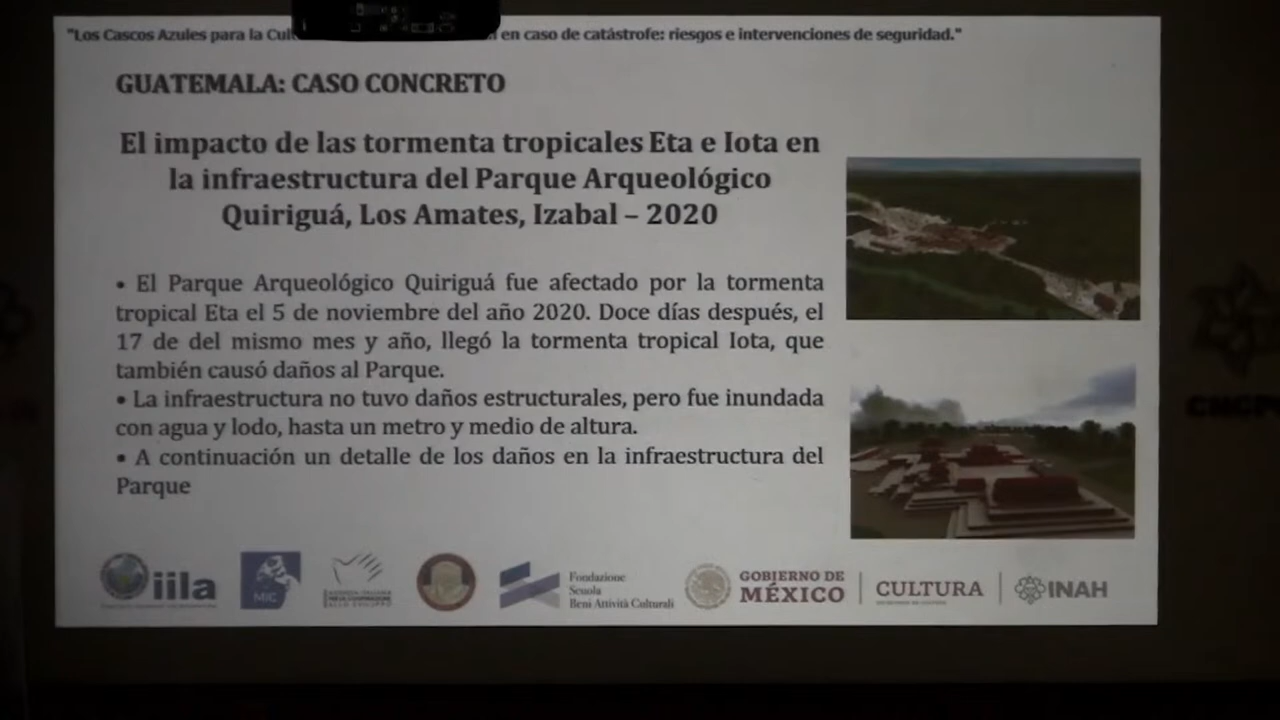 "Los Cascos Azules para la Cul en caso de catástrofe: riesgos e intervenciones de seguridad."
GUATEMALA: CASO CONCRETO
El impacto de las tormenta tropicales Eta e Iota en
la infraestructura del Parque Arqueológico
Quiriguá, Los Amates, Izabal – 2020
• El Parque Arqueológico Quiriguá fue afectado por la tormenta
tropical Eta el 5 de noviembre del año 2020. Doce días después, el
17 de del mismo mes y año, llegó la tormenta tropical Iota, que
también causó daños al Parque.
• La infraestructura no tuvo daños estructurales, pero fue inundada
con agua y lodo, hasta un metro y medio de altura.
• A continuación un detalle de los daños en la infraestructura del
Parque
iila
MIC
Fondazione
Scuola
Beni Attività Culturali
GOBIERNO DE
MÉXICO
CULTURA
INAH